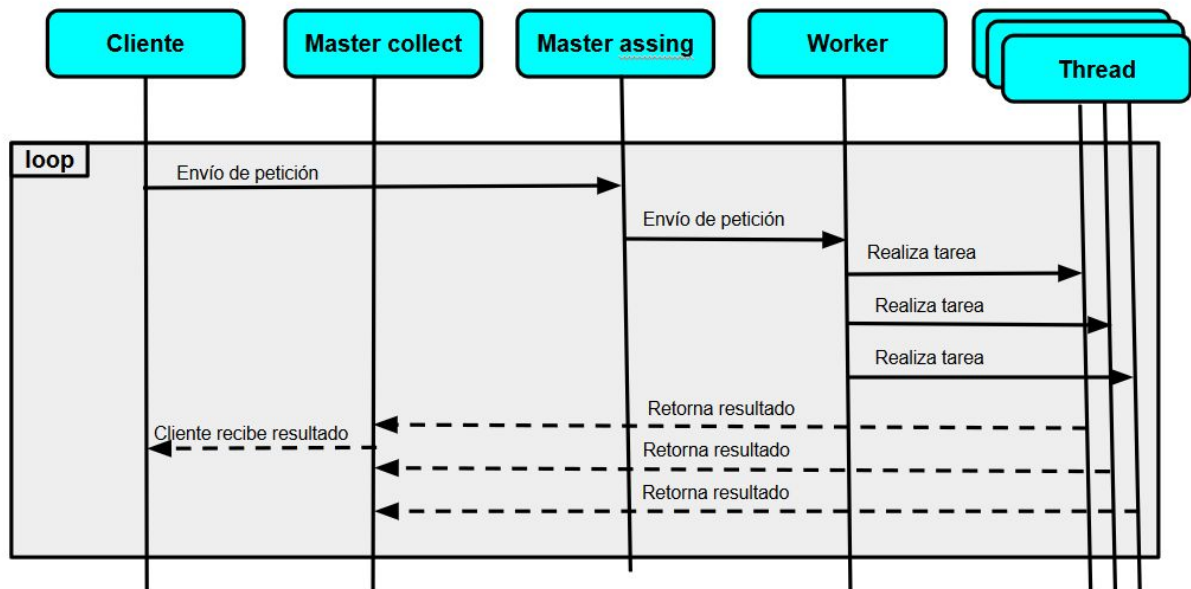 Cliente
Master collect
Master assing
Worker
Thread
loop
Envío de petición
Envío de petición
Realiza tarea
Realiza tarea
Realiza tarea
Retorna resultado
Cliente recibe resultado
Retorna resultado
Retorna resultado